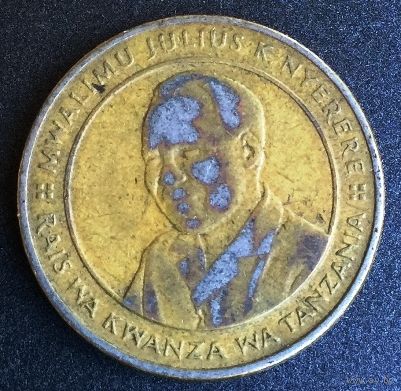 MWALIMU JULIUS K NYERERE
RAIS WA KWANZA WA TANZANIA